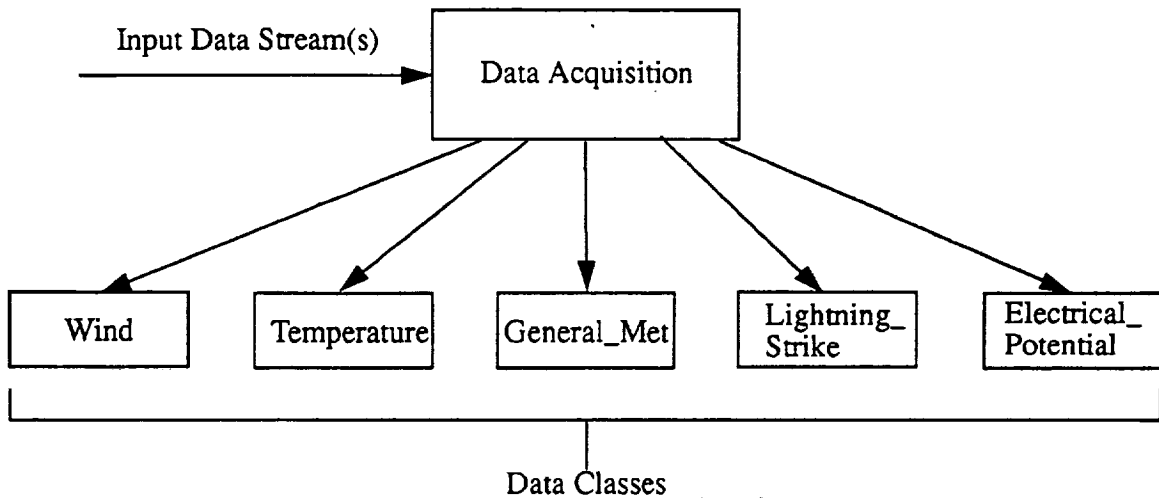 Input Data Stream(s)
Data Acquisition
Wind
Temperature
General_Met
Lightning_
Strike
Electrical_
Potential
Data Classes